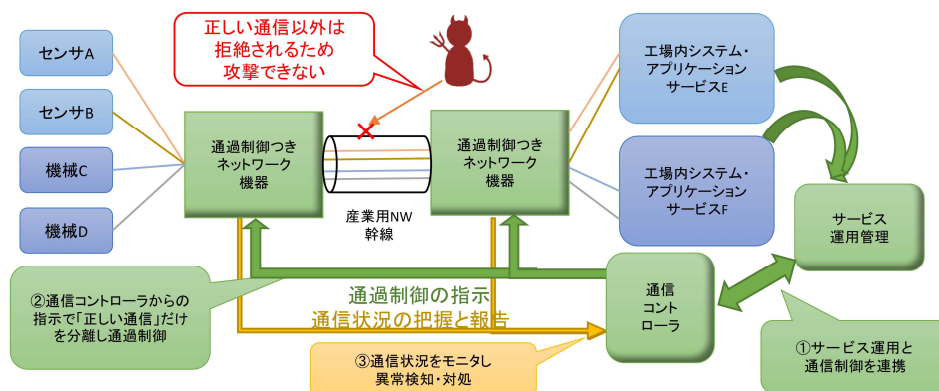 正しい通信以外は
拒絶されるため
攻撃できない
センサA
センサB
機械C
機械D
通過制御つき
ネットワーク
機器
産業用NW
幹線
通過制御つき
ネットワーク
機器
工場内システム・
アプリケーション
サービスE
工場内システム・
アプリケーション
サービスF
サービス
運用管理
通信
コント
ローラ
通過制御の指示
通信状況の把握と報告
②通信コントローラからの
指示で「正しい通信」だけ
を分離し通過制御
③通信状況をモニタし
異常検知・対処
①サービス運用と
通信制御を連携